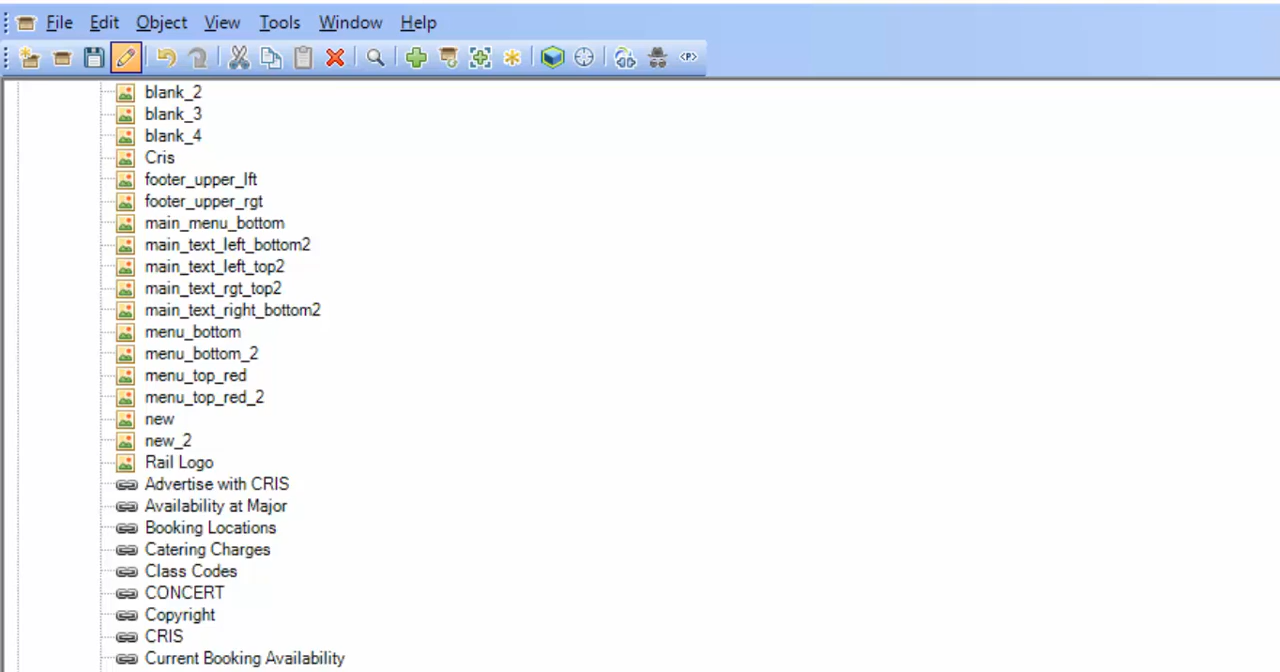 File Edit Object View Tools Window Help
<P>
blank_2
blank_3
blank_4
Cris
footer_upper_lft
footer_upper_rgt
main_menu_bottom
main_text_left_bottom2
main_text_left_top2
main_text_rgt_top2
main_text_right_bottom2
menu_bottom
menu_bottom_2
menu_top_red
menu_top_red_2
new
new_2
Rail Logo
Advertise with CRIS
Availability at Major
Booking Locations
Catering Charges
Class Codes
CONCERT
Copyright
CRIS
Current Booking Availability